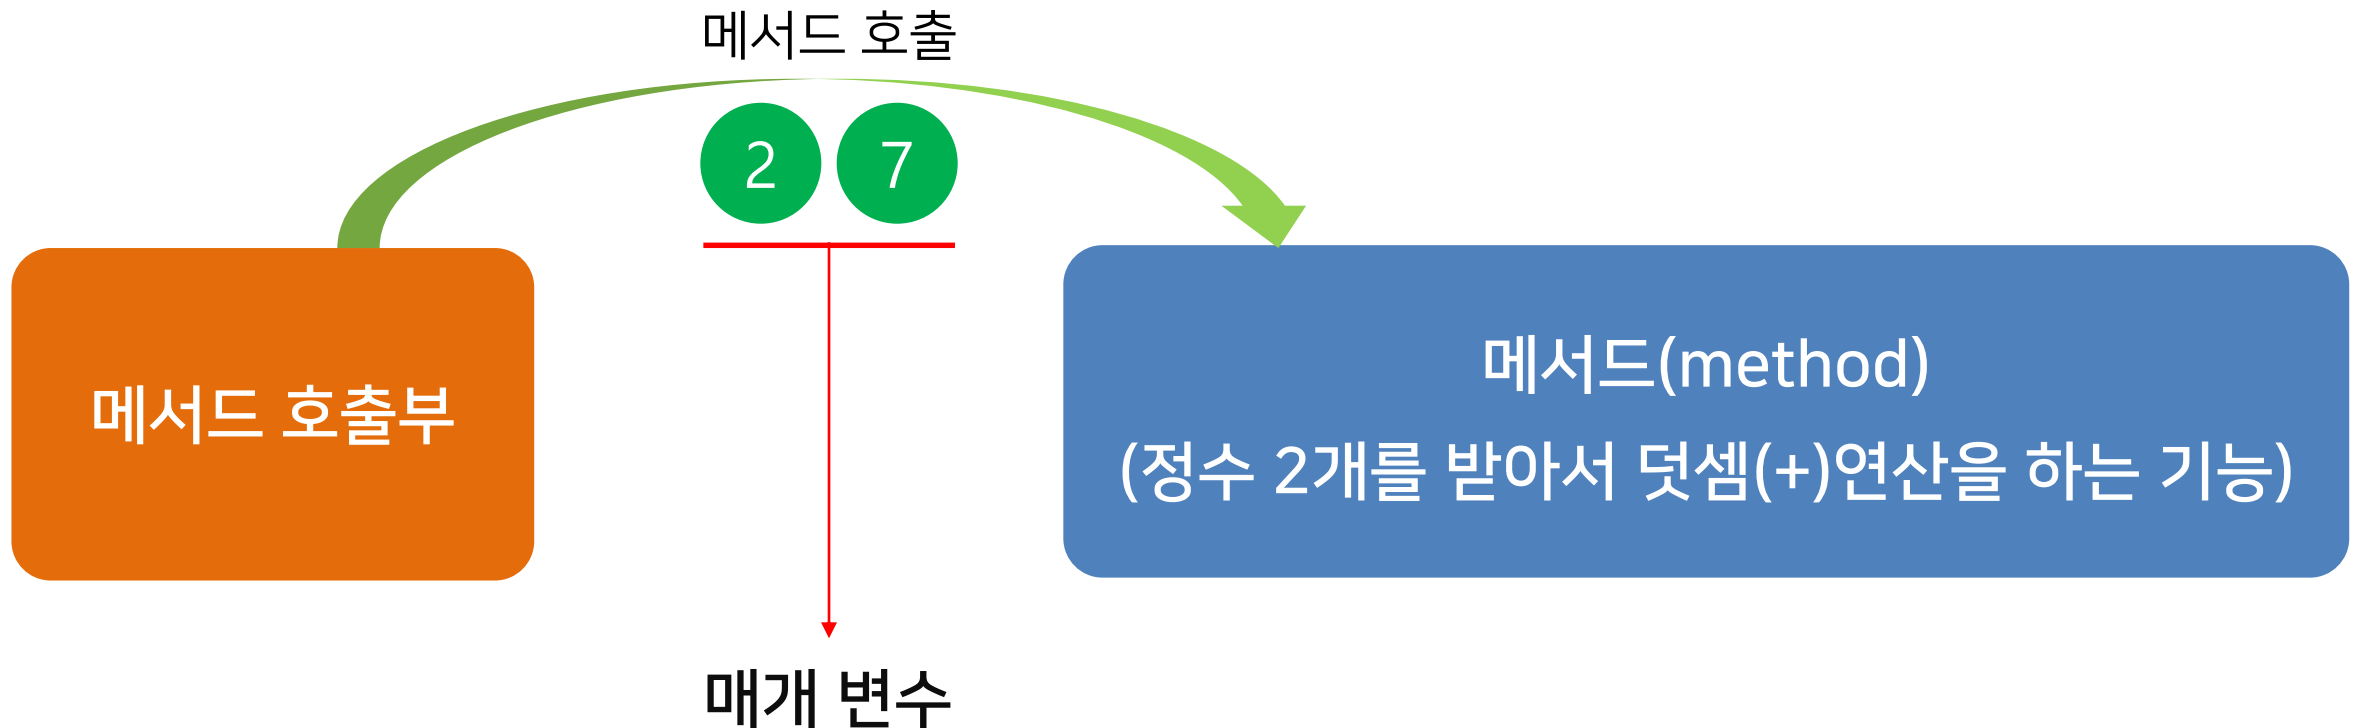 메서드 호출
2 7
메서드 호출부
메서드(method)
(정수 2개를 받아서 덧셈(+)연산을 하는 기능)
매개 변수